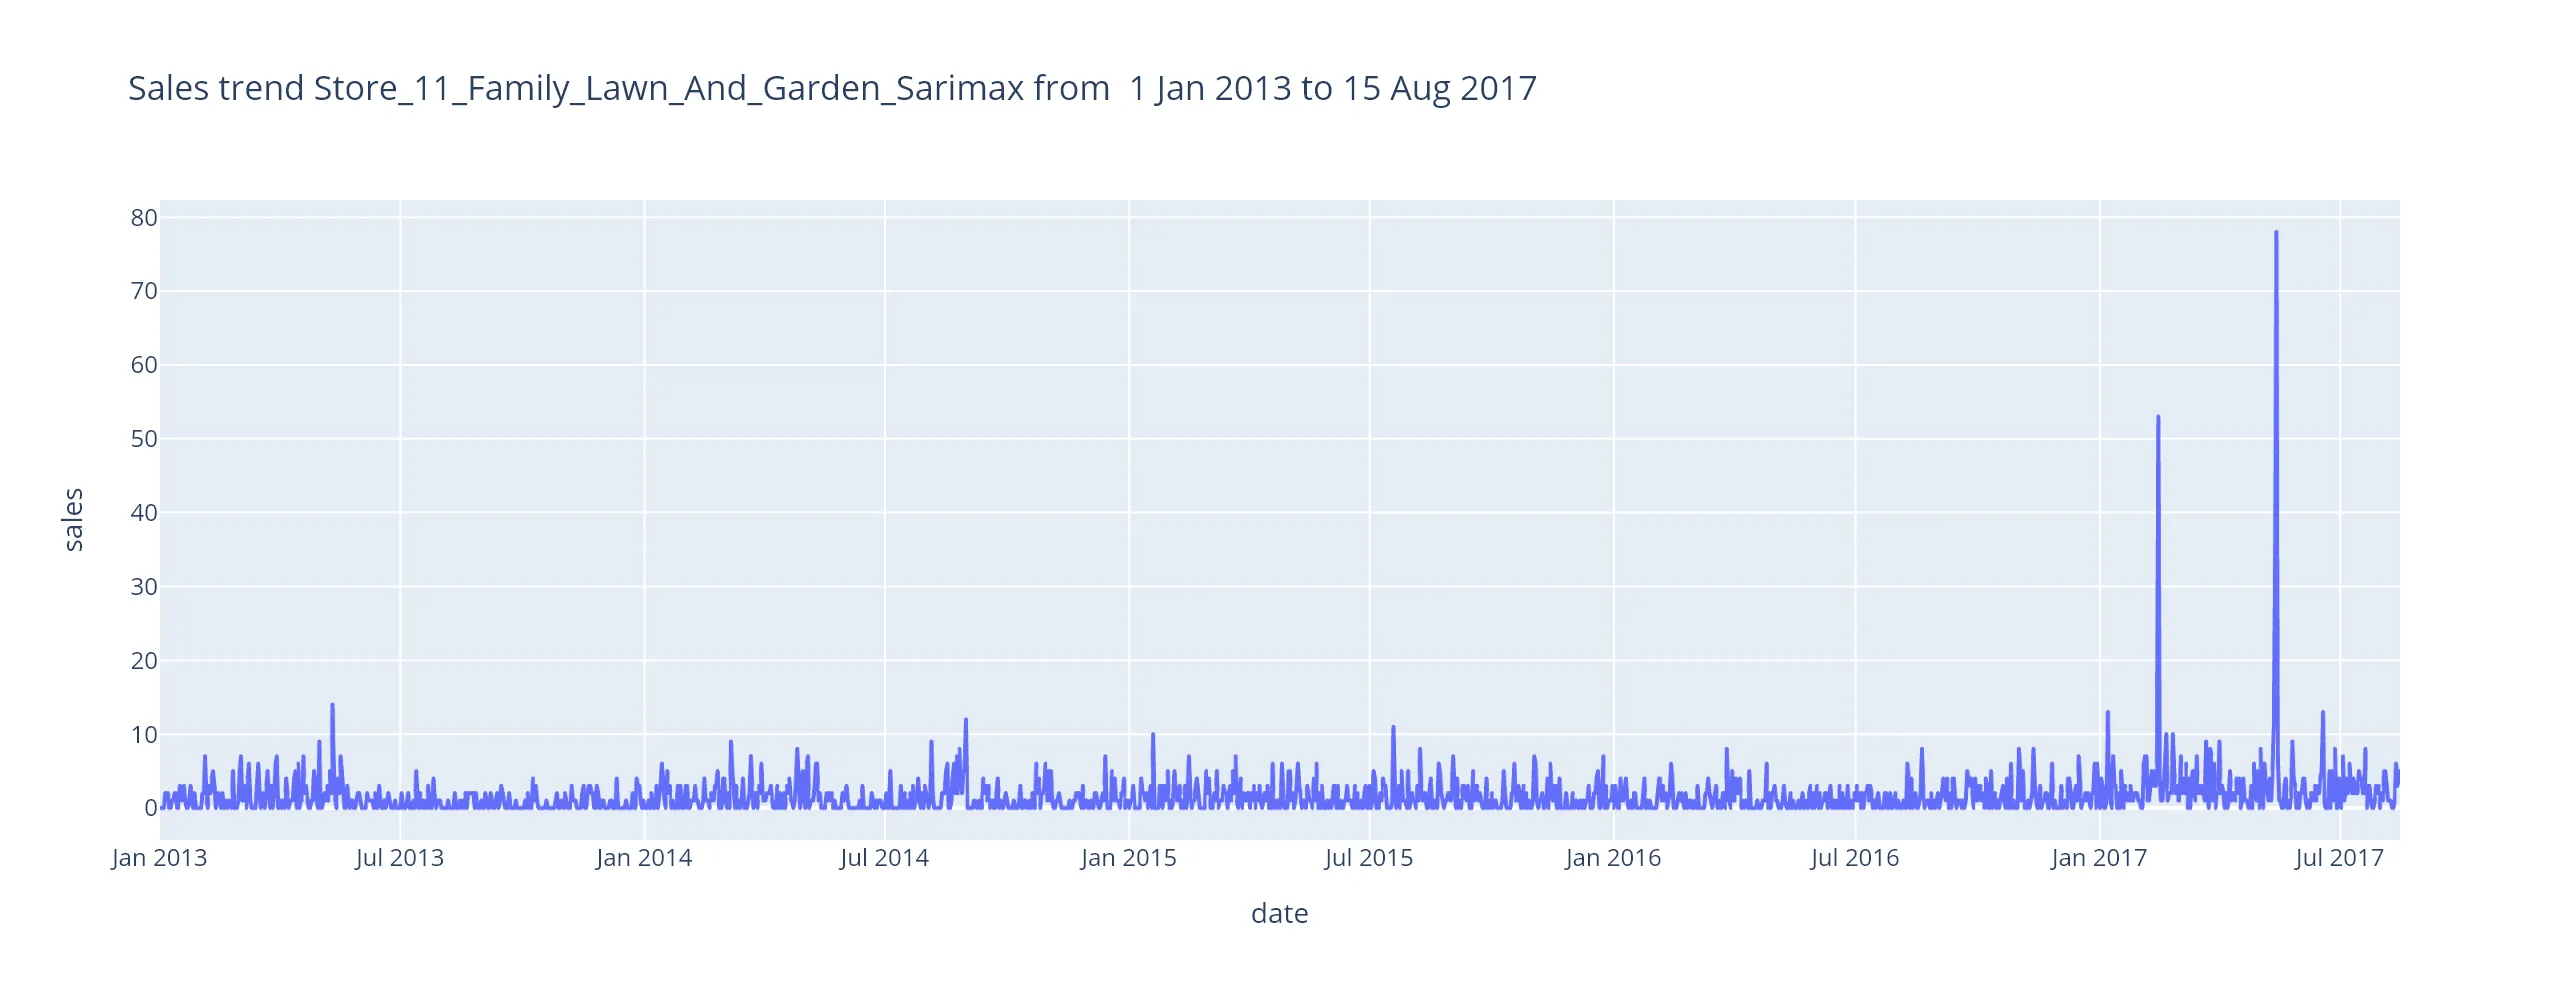 Sales trend Store_11_Family_Lawn_And_Garden_Sarimax from  1 Jan 2013 to 15 Aug 2017
80
70
60
50
40
30
20
10
0
sales
Jan 2013 Jul 2013 Jan 2014 Jul 2014 Jan 2015 Jul 2015 Jan 2016 Jul 2016 Jan 2017 Jul 2017
date